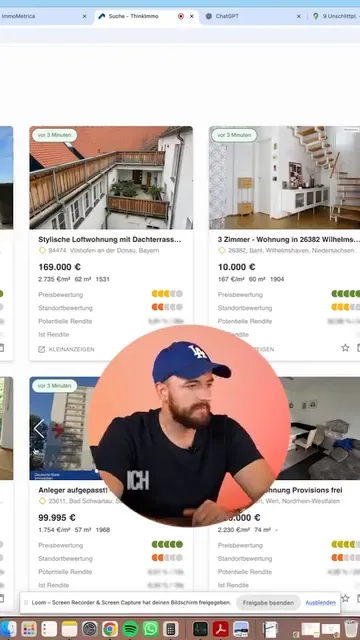 immoMetrica
Suche - ThinkImmo
ChatGPT
9 Unschlittpl. -
vor 3 Minuten
vor 3 Minuten
Stylische Loftwohnung mit Dachterrass...
94474, Vilshofen an der Donau, Bayern
169.000 €
2.735 €/m² 62 m² 1531
Preisbewertung
Standortbewertung
Potentielle Rendite
Ist Rendite
KLEINANZEIGEN
3 Zimmer - Wohnung in 26382 Wilhelms...
26382, Sant, Wilhelmshaven, Niedersachsen
10.000 €
167 €/m² 60 m² 1904
Preisbewertung
Standortbewertung
Potentielle Rendite
Ist Rendite
vor 3 Minuten
LA
ICH
Anleger aufgepasst!
23611, Bad Schwartau,
99.995 €
1.754 €/m² 57 m² 1968
Preisbewertung
Standortbewertung
Potentielle Rendite
Wohnung Provisions frei
Werl, Nordrhein-Westfalen
.000 €
2.230 €/m² 74 m²
Preisbewertung
Standortbewertung
Potentielle Rendite
Loom – Screen Recorder & Screen Capture hat deinen Bildschirm freigegeben.
Freigabe beenden
Ausblenden